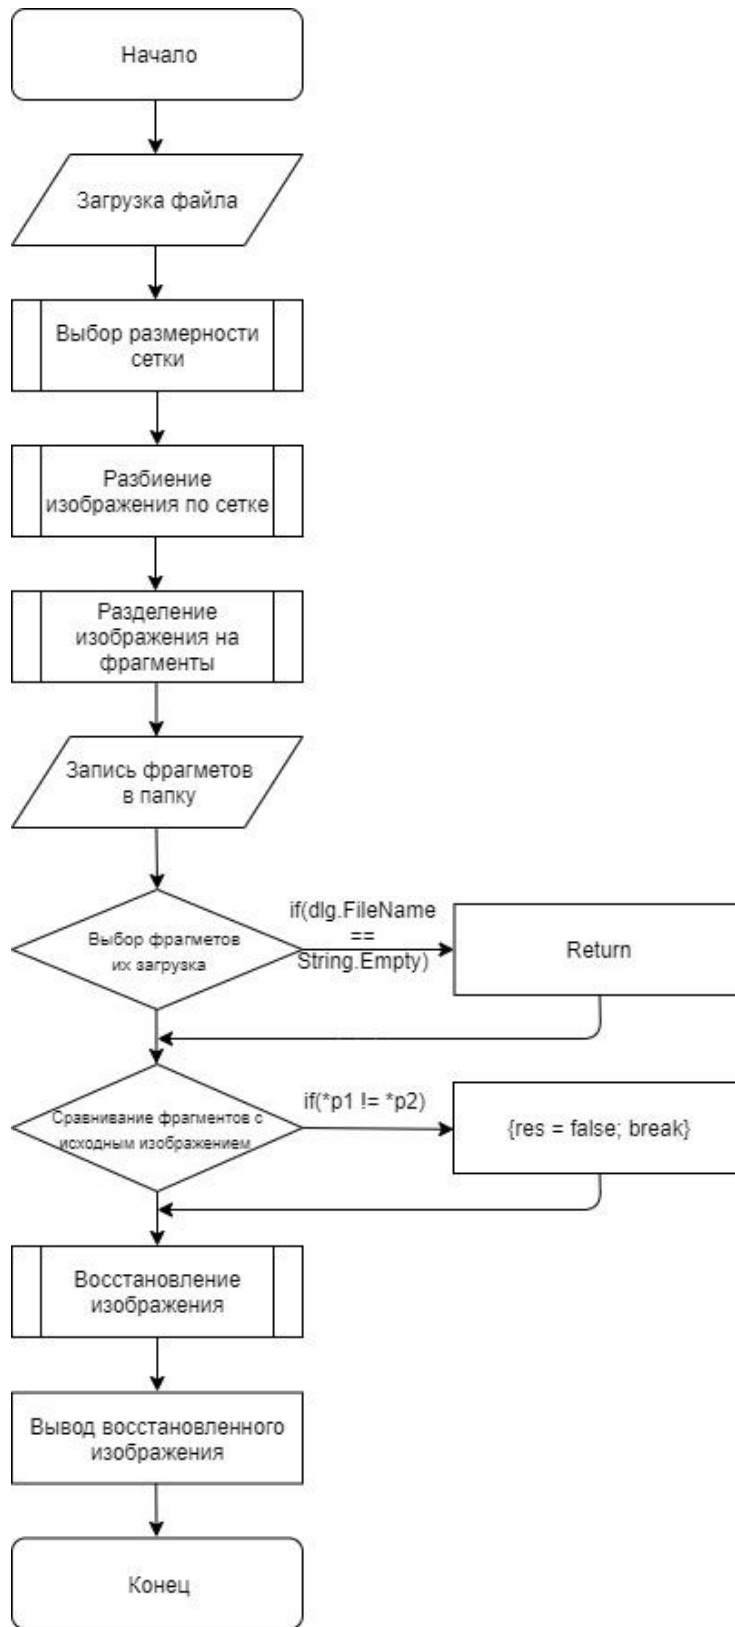 Начало
Загрузка файла
Выбор размерности
сетки
Разбиение
изображения по сетке
Разделение
изображения на
фрагменты
Запись фрагметов
в папку
Выбор фрагметов
их загрузка
if(dlg.FileName
==
String.Empty)
Return
Сравнивание фрагментов с
исходным изображением
if(*p1 != *p2)
{res = false; break}
Восстановление
изображения
Вывод восстановленного
изображения
Конец